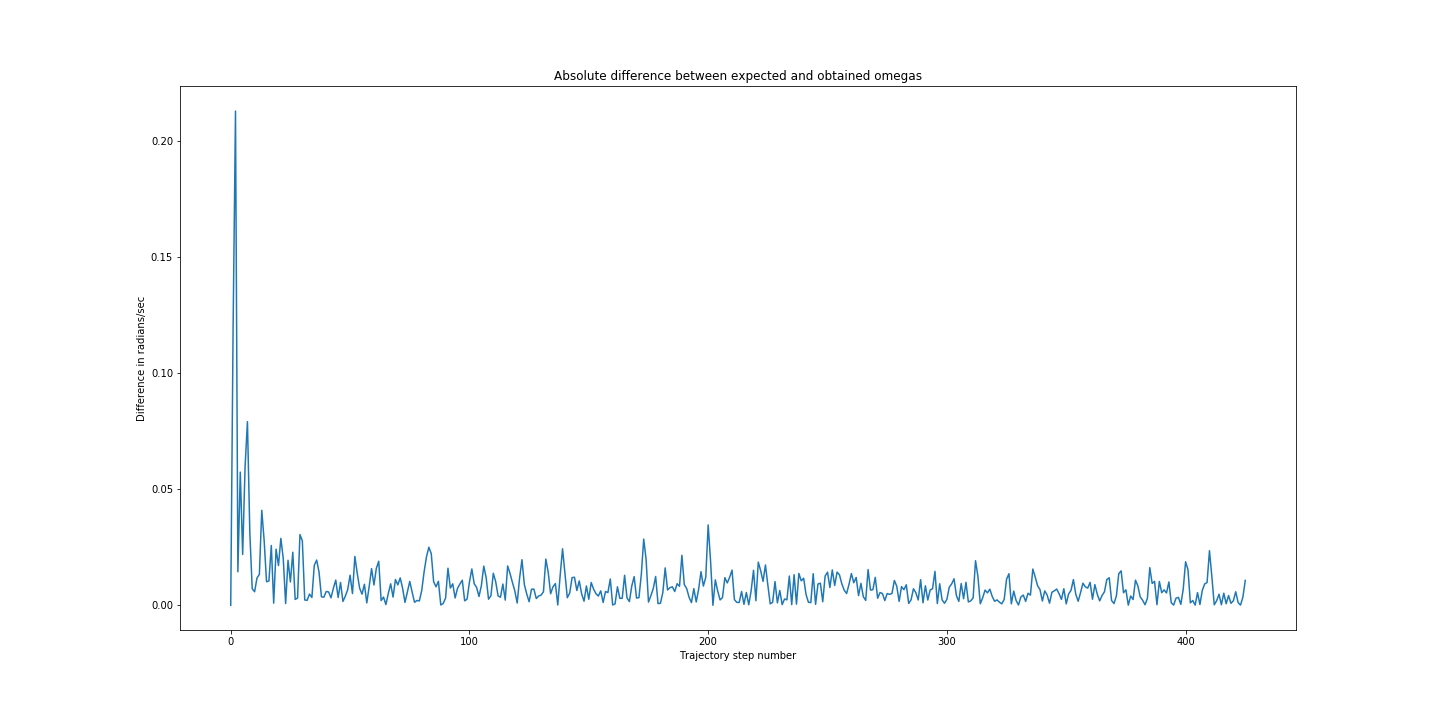 Absolute difference between expected and obtained omegas
0.20
0.15
0.10
0.05
0.00
Difference in radians/sec
0 100 200 300 400
Trajectory step number